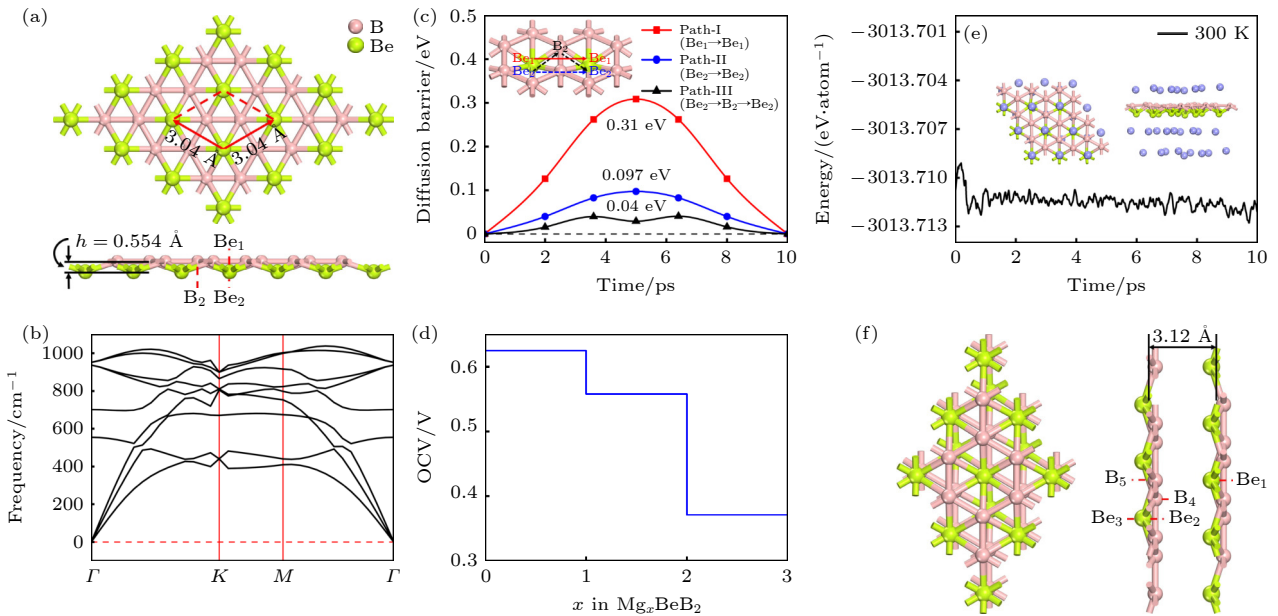 (a)
B
Be
3.04 Å
3.04 Å
h = 0.554 Å
Be₁
B₂
Be₂
(b)
Frequency/cm⁻¹
1000
800
600
400
200
0
Γ
K
M
Γ
(c)
Diffusion barrier/eV
0.5
0.4
0.3
0.2
0.1
0
B₂
Be₁
Be₁
Be₂
Be₂
Path-I
(Be₁→Be₁)
Path-II
(Be₂→Be₂)
Path-III
(Be₂→B₂→Be₂)
0.31 eV
0.097 eV
0.04 eV
0
2
4
6
8
10
Time/ps
(d)
OCV/V
0.6
0.5
0.4
0.3
0
1
2
3
x in MgₓBeB₂
(e)
300 K
Energy/(eV·atom⁻¹)
−3013.701
−3013.704
−3013.707
−3013.710
−3013.712
0
2
4
6
8
10
Time/ps
(f)
3.12 Å
B₅
Be₁
B₄
Be₃
Be₂